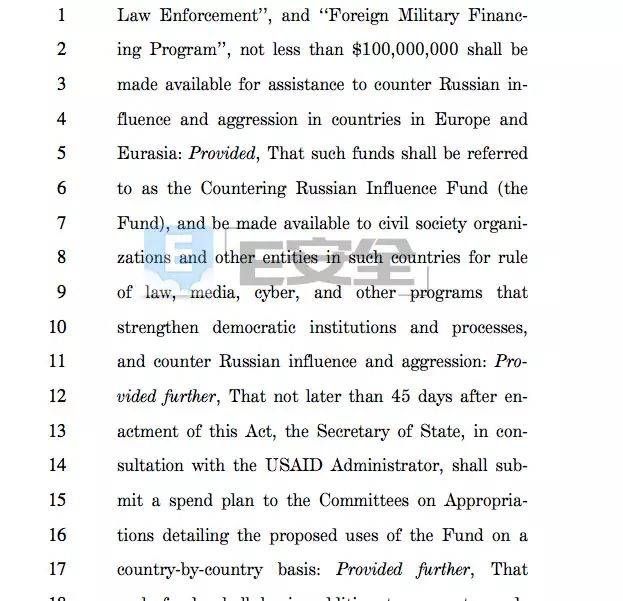 1 Law Enforcement”, and “Foreign Military Financ-
2 ing Program”, not less than $100,000,000 shall be
3 made available for assistance to counter Russian in-
4 fluence and aggression in countries in Europe and
5 Eurasia: Provided, That such funds shall be referred
6 to as the Countering Russian Influence Fund (the
7 Fund), and be made available to civil society organi-
8 zations and other entities in such countries for rule
E安全
9 of law, media, cyber, and other programs that
10 strengthen democratic institutions and processes,
11 and counter Russian influence and aggression: Pro-
12 vided further, That not later than 45 days after en-
13 actment of this Act, the Secretary of State, in con-
14 sultation with the USAID Administrator, shall sub-
15 mit a spend plan to the Committees on Appropria-
16 tions detailing the proposed uses of the Fund on a
17 country-by-country basis: Provided further, That